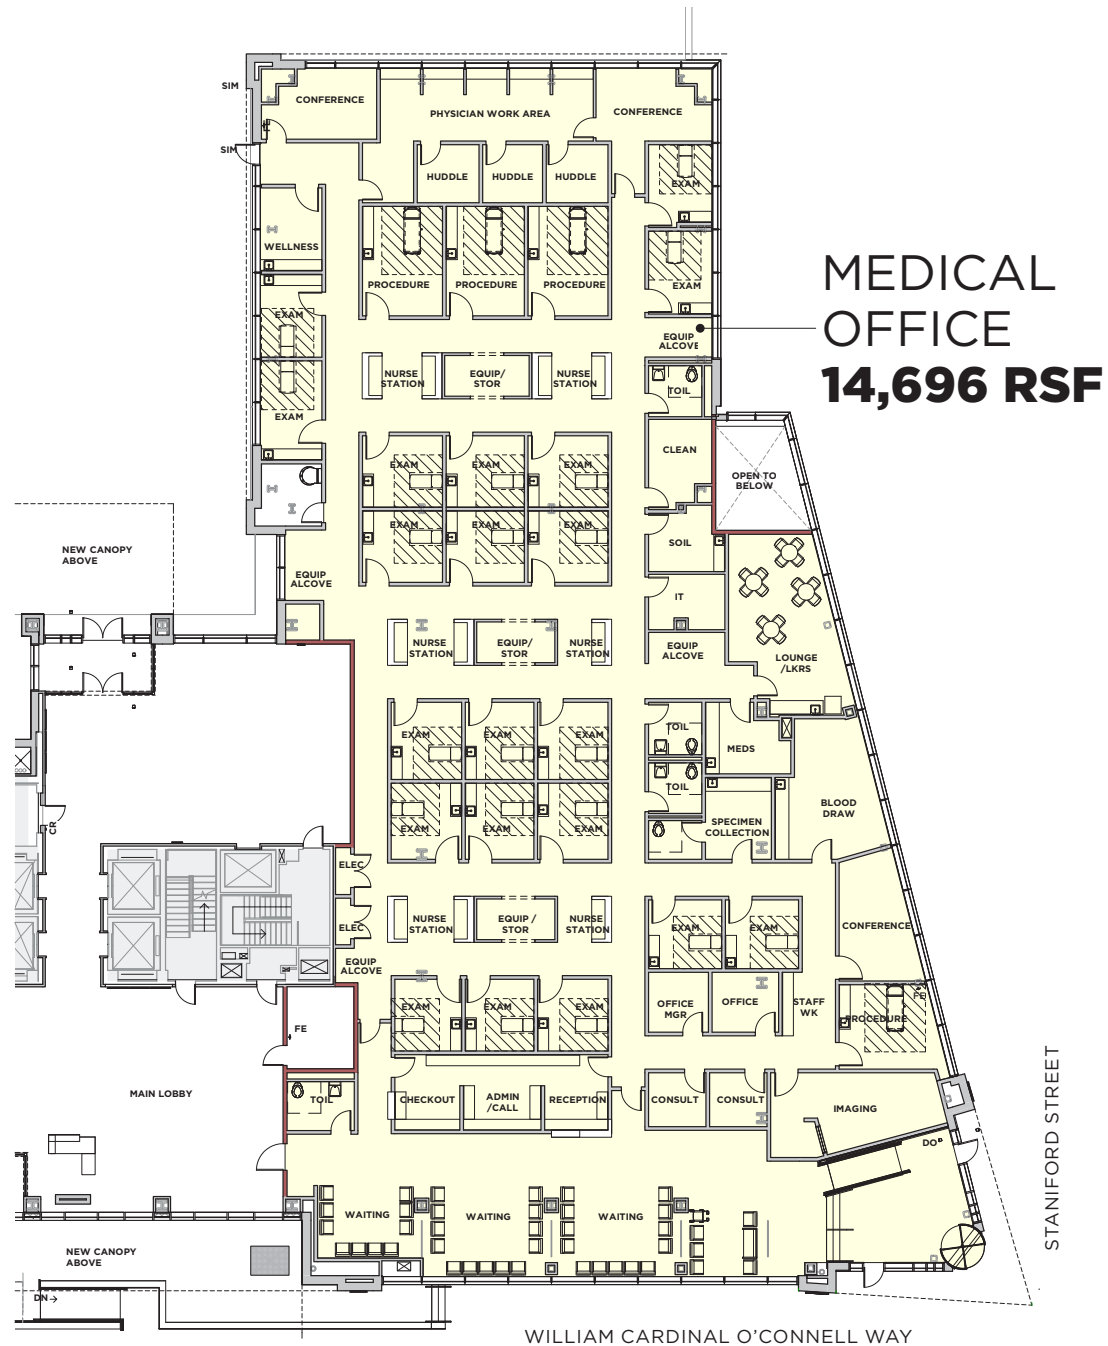 SIM
CONFERENCE
PHYSICIAN WORK AREA
CONFERENCE
SIM
HUDDLE
HUDDLE
HUDDLE
EXAM
WELLNESS
PROCEDURE
PROCEDURE
PROCEDURE
EXAM
MEDICAL
OFFICE
14,696 RSF
EXAM
EQUIP
ALCOVE
NURSE
STATION
EQUIP/
STOR
NURSE
STATION
TOIL
EXAM
CLEAN
EXAM
EXAM
EXAM
OPEN TO
BELOW
EXAM
EXAM
EXAM
SOIL
NEW CANOPY
ABOVE
EQUIP
ALCOVE
IT
NURSE
STATION
EQUIP/
STOR
NURSE
STATION
EQUIP
ALCOVE
LOUNGE
/LKRS
EXAM
EXAM
EXAM
TOIL
MEDS
TOIL
BLOOD
DRAW
CR
EXAM
EXAM
EXAM
SPECIMEN
COLLECTION
ELEC
ELEC
NURSE
STATION
EQUIP /
STOR
NURSE
STATION
EXAM
EXAM
CONFERENCE
EQUIP
ALCOVE
FE
EXAM
EXAM
EXAM
OFFICE
MGR
OFFICE
STAFF
WK
PROCEDURE
FD
MAIN LOBBY
TOIL
CHECKOUT
ADMIN
/CALL
RECEPTION
CONSULT
CONSULT
IMAGING
DO
STANIFORD STREET
WAITING
WAITING
WAITING
NEW CANOPY
ABOVE
DN
WILLIAM CARDINAL O'CONNELL WAY